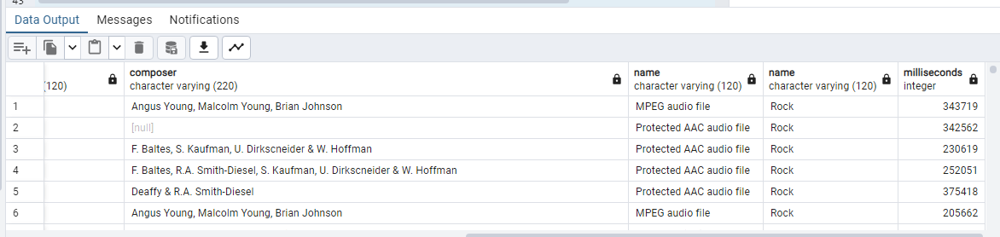 43
Data Output Messages Notifications
(120) composer character varying (220) name character varying (120) name character varying (120) milliseconds integer
1 Angus Young, Malcolm Young, Brian Johnson MPEG audio file Rock 343719
2 [null] Protected AAC audio file Rock 342562
3 F. Baltes, S. Kaufman, U. Dirkscneider & W. Hoffman Protected AAC audio file Rock 230619
4 F. Baltes, R.A. Smith-Diesel, S. Kaufman, U. Dirkscneider & W. Hoffman Protected AAC audio file Rock 252051
5 Deaffy & R.A. Smith-Diesel Protected AAC audio file Rock 375418
6 Angus Young, Malcolm Young, Brian Johnson MPEG audio file Rock 205662